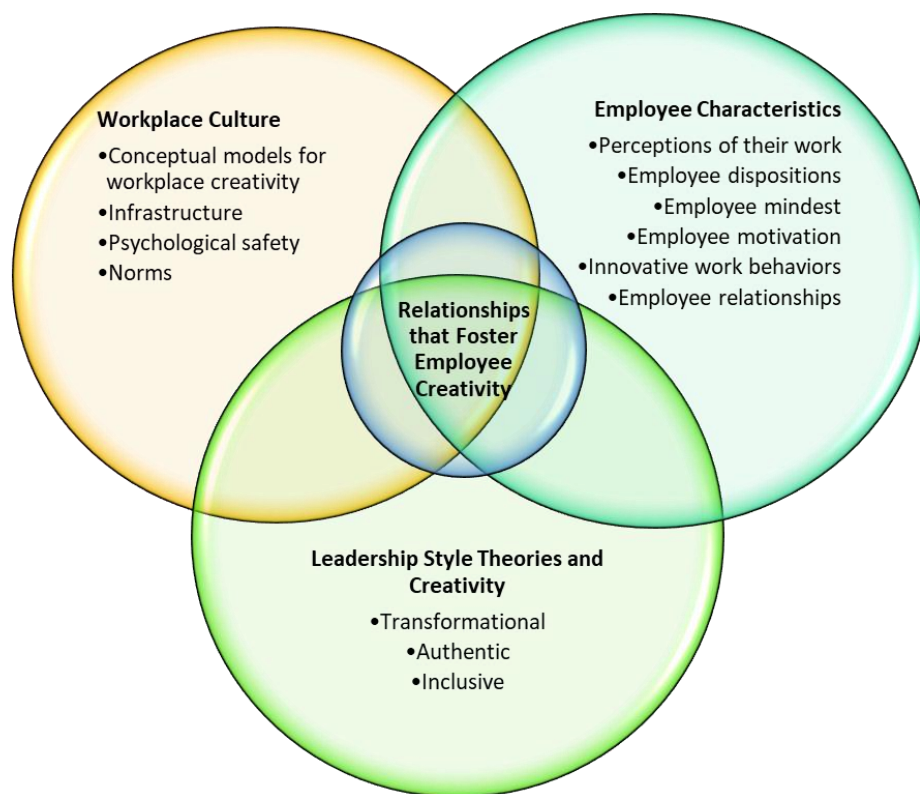 Workplace Culture
•Conceptual models for
workplace creativity
•Infrastructure
•Psychological safety
•Norms
Employee Characteristics
•Perceptions of their work
•Employee dispositions
•Employee mindest
•Employee motivation
•Innovative work behaviors
•Employee relationships
Relationships
that Foster
Employee
Creativity
Leadership Style Theories and
Creativity
•Transformational
•Authentic
•Inclusive